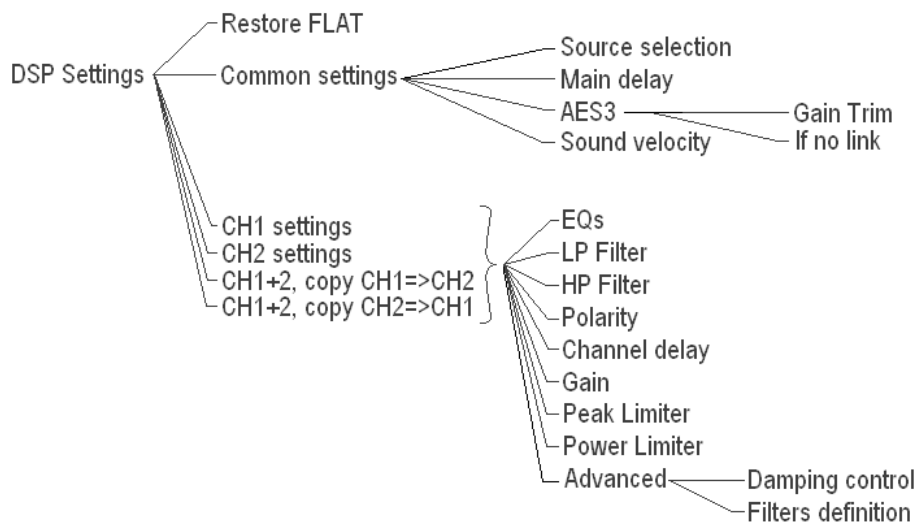 DSP Settings
Restore FLAT
Common settings
Source selection
Main delay
AES3
Gain Trim
If no link
Sound velocity
CH1 settings
CH2 settings
CH1+2, copy CH1=>CH2
CH1+2, copy CH2=>CH1
EQs
LP Filter
HP Filter
Polarity
Channel delay
Gain
Peak Limiter
Power Limiter
Advanced
Damping control
Filters definition